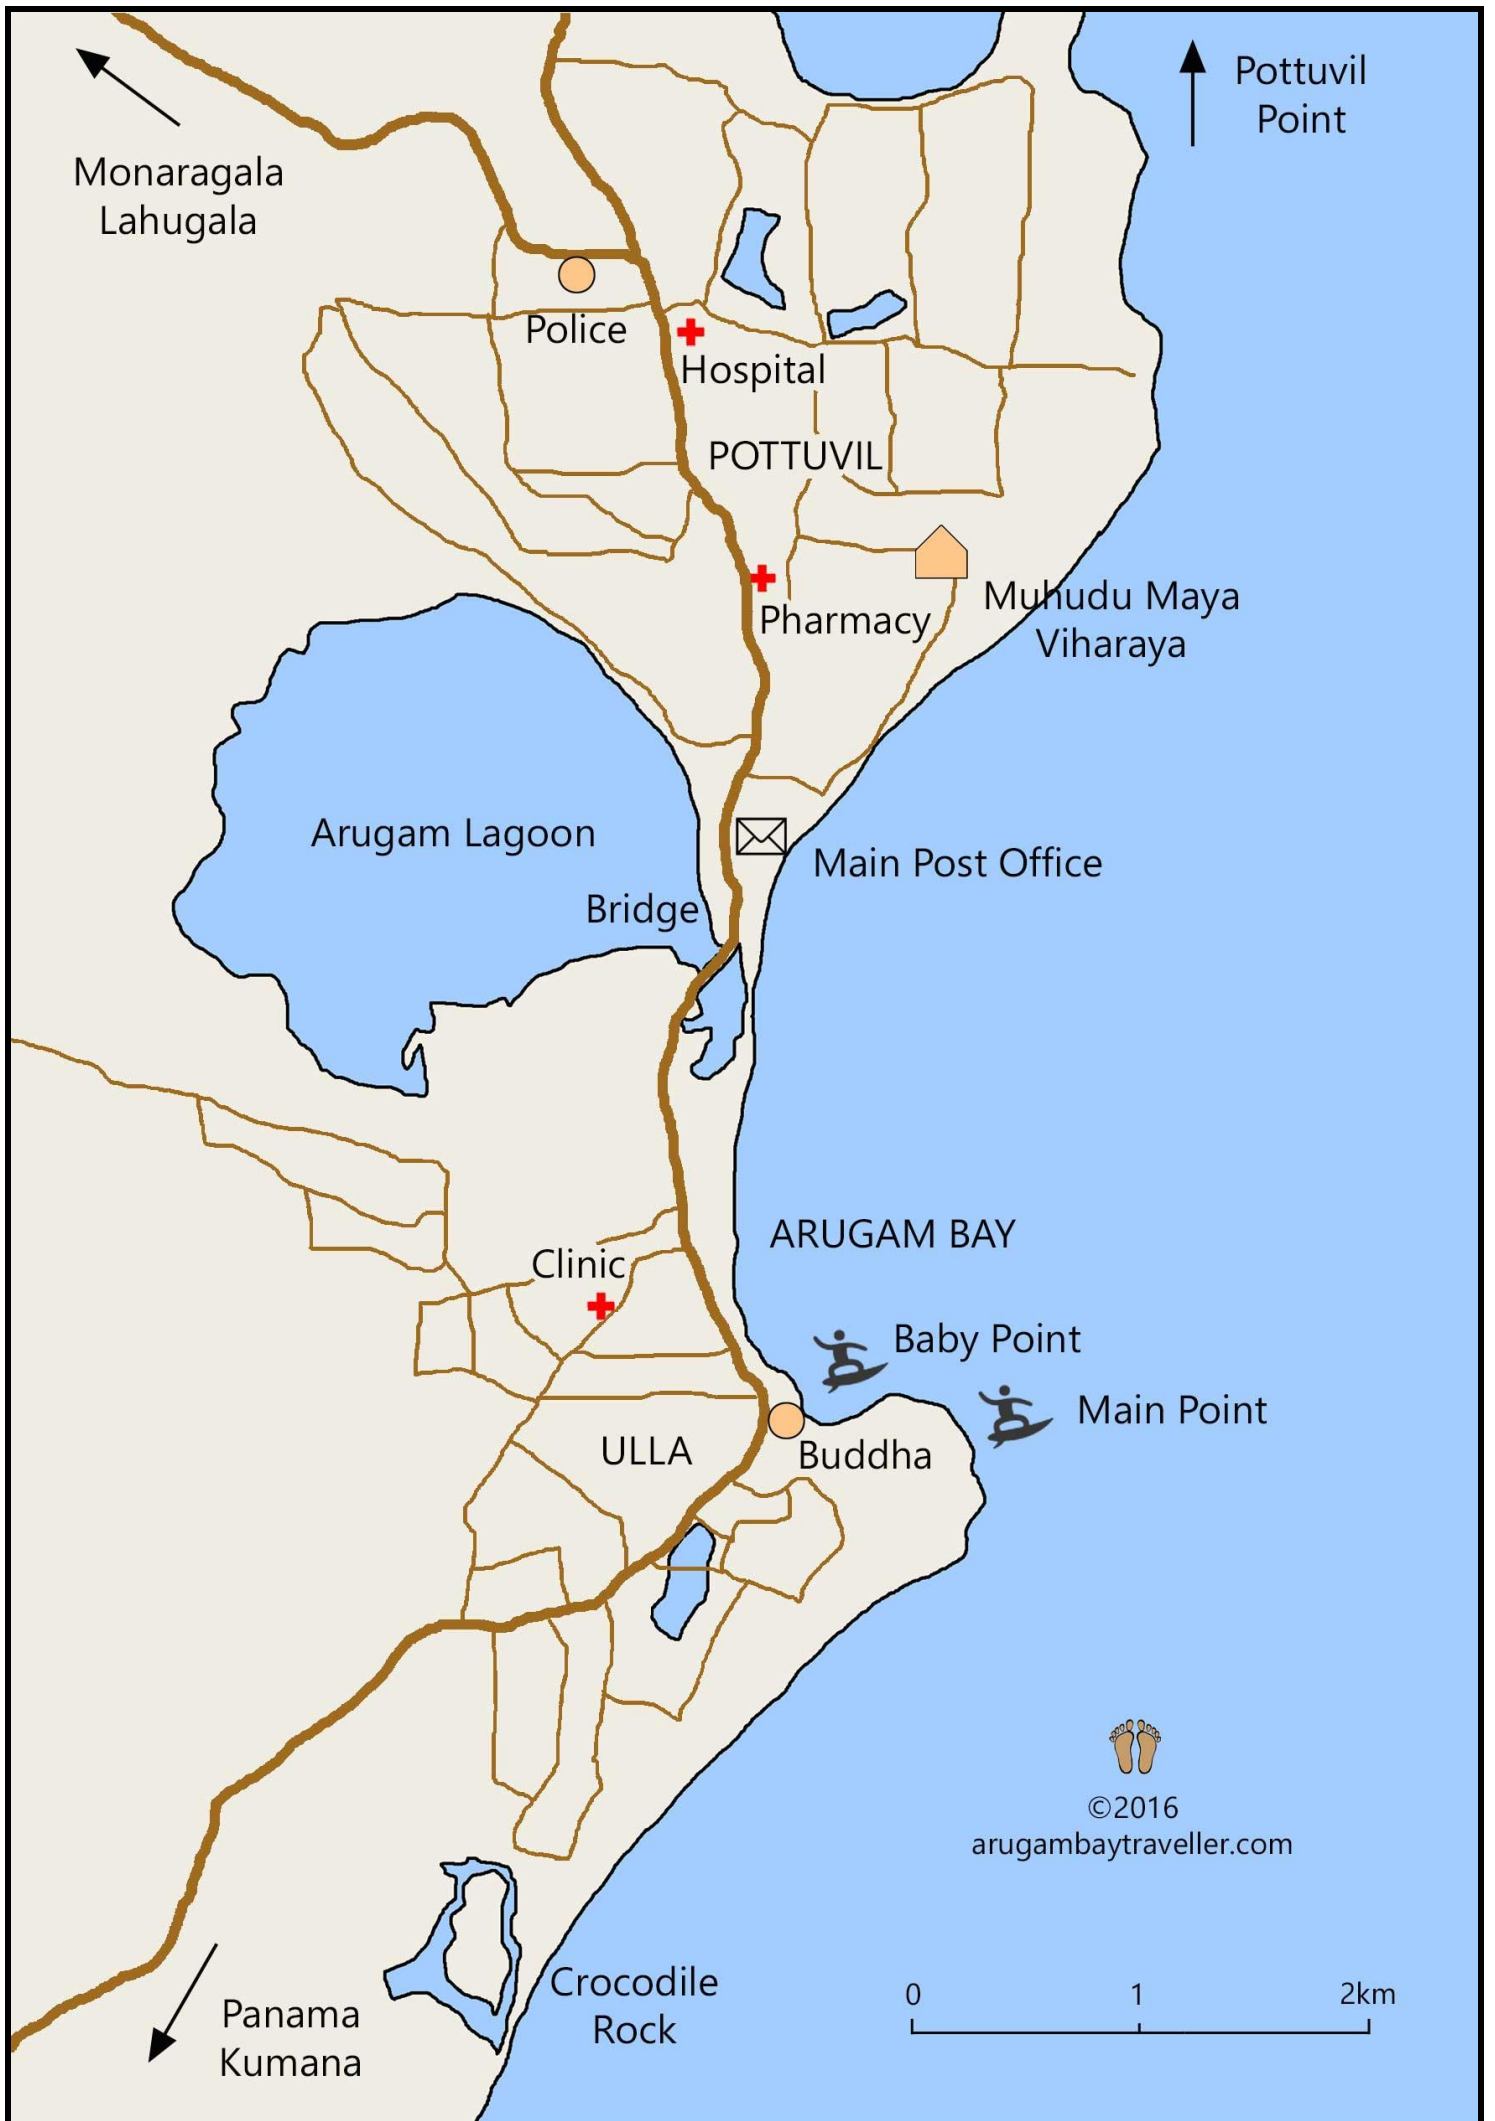 Pottuvil
Point
Monaragala
Lahugala
Police
Hospital
POTTUVIL
Muhudu Maya
Viharaya
Pharmacy
Arugam Lagoon
Main Post Office
Bridge
ARUGAM BAY
Clinic
Baby Point
Main Point
ULLA
Buddha
©2016
arugambaytraveller.com
Crocodile
Rock
0 1 2km
Panama
Kumana